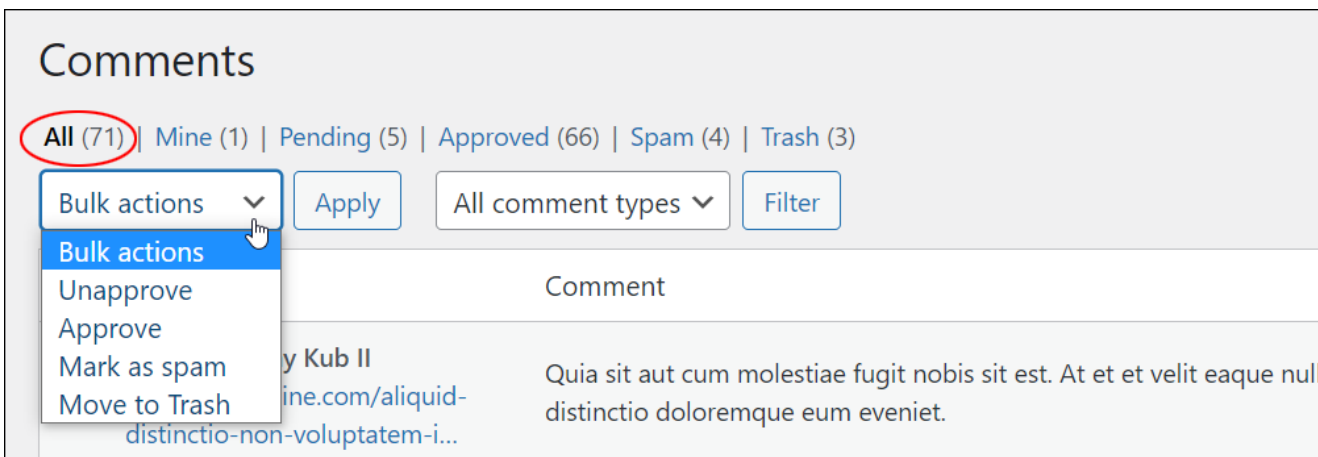 Comments
All (71) | Mine (1) | Pending (5) | Approved (66) | Spam (4) | Trash (3)
Bulk actions Apply All comment types Filter
Bulk actions
Unapprove
Approve
Mark as spam
Move to Trash
Comment
Kub II
ine.com/aliquid-
distinctio-non-voluptatem-i...
Quia sit aut cum molestiae fugit nobis sit est. At et et velit eaque
distinctio doloremque eum eveniet.